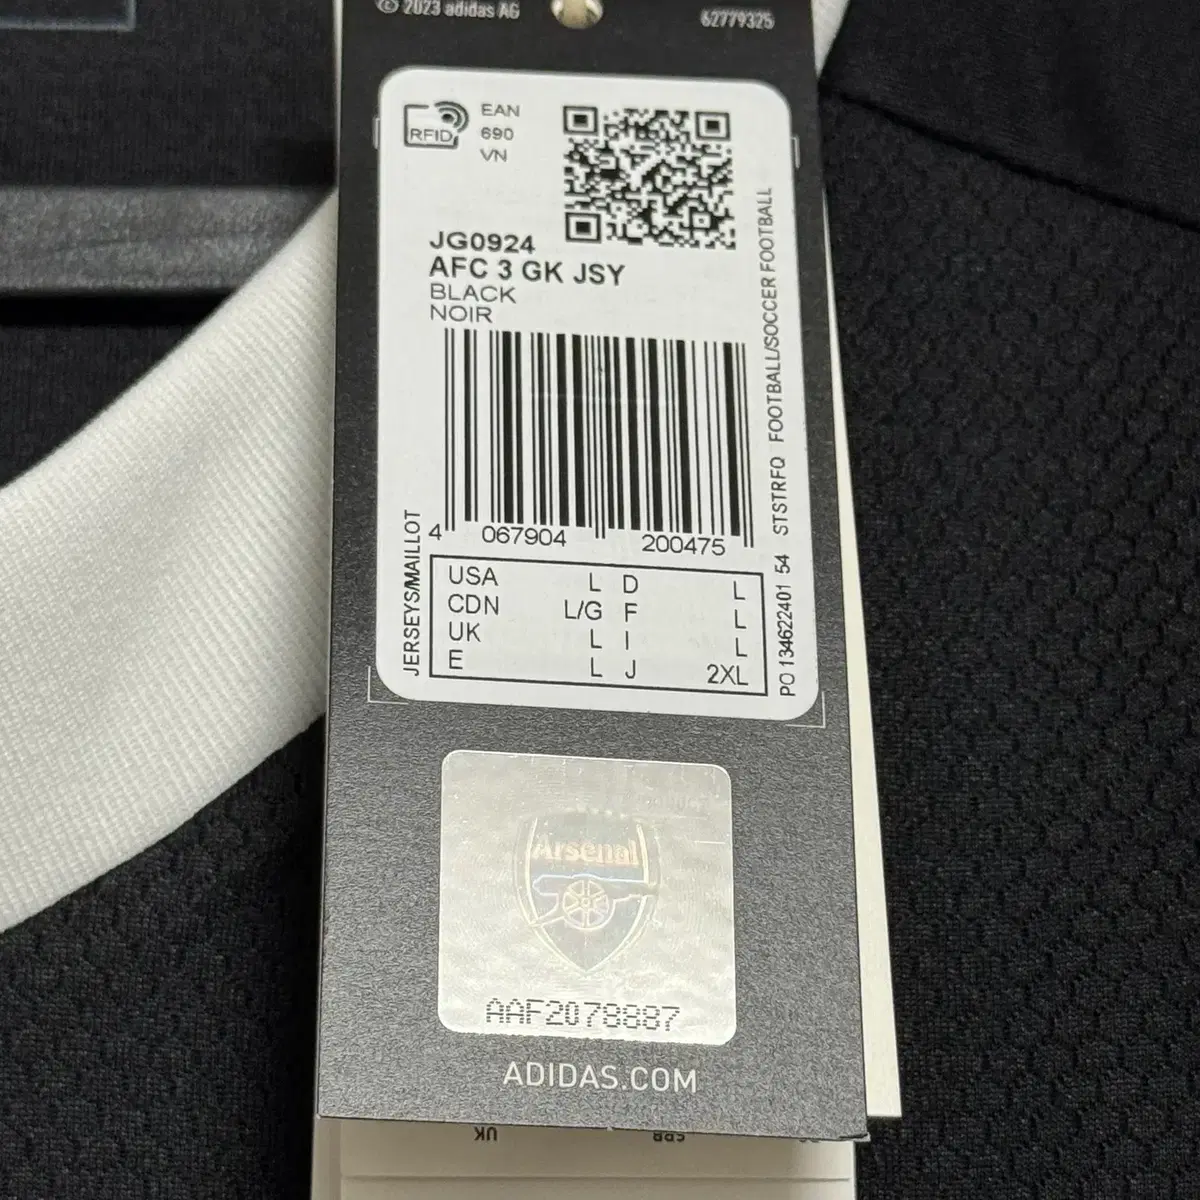 © 2023 adidas AG
62779325
RFID
EAN
690
VN
JG0924
AFC 3 GK JSY
BLACK
NOIR
4 067904 200475
JERSEYS/MAILLOT
USA L D L
CDN L/G F L
UK L I L
E L J 2XL
PO 134622401 54 STSTRFO FOOTBALL/SOCCER FOOTBALL
Arsenal
AAF2078887
ADIDAS.COM
UK